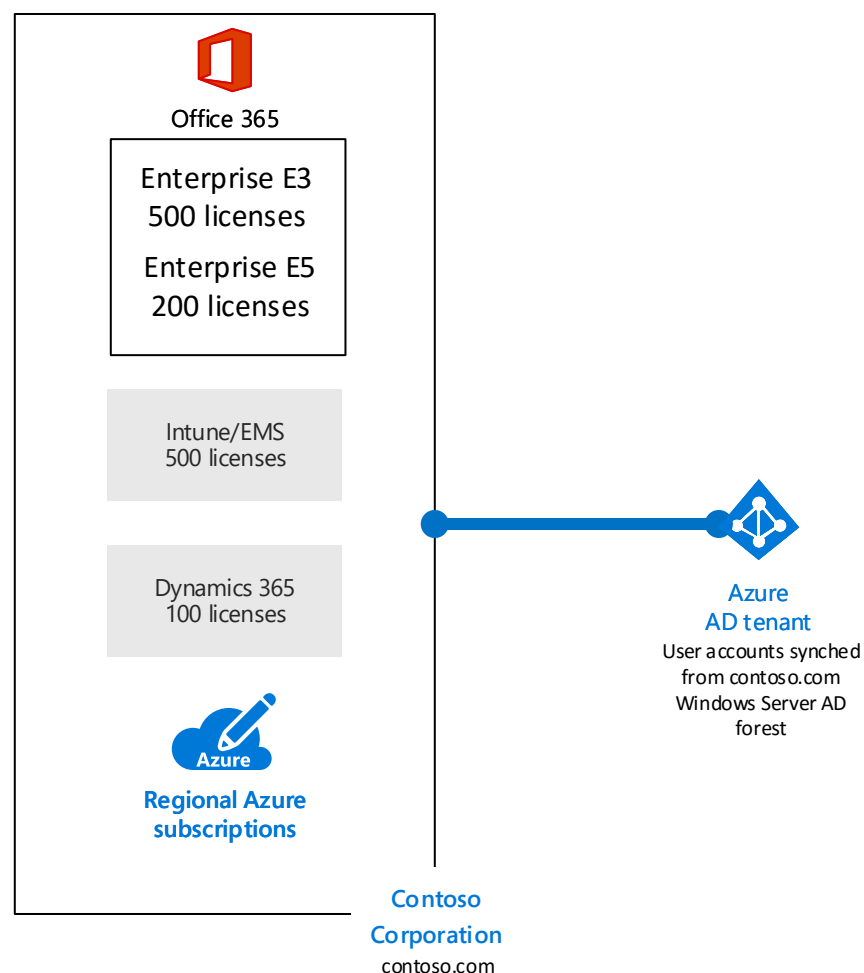 Office 365
Enterprise E3
500 licenses
Enterprise E5
200 licenses
Intune/EMS
500 licenses
Dynamics 365
100 licenses
Azure
Regional Azure
subscriptions
Azure
AD tenant
User accounts synched
from contoso.com
Windows Server AD
forest
Contoso
Corporation
contoso.com